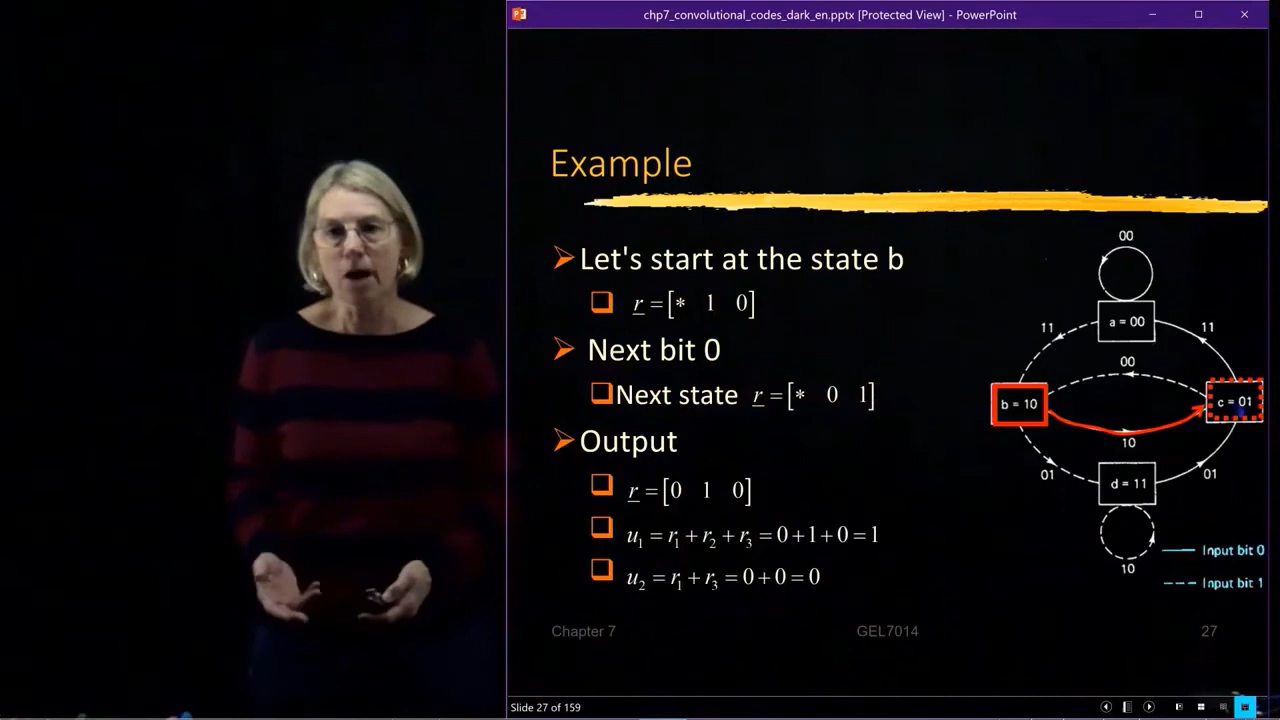 chp7_convolutional_codes_dark_en.pptx [Protected View] - PowerPoint
Example
Let's start at the state b
r = [* 1 0]
Next bit 0
Next state r = [* 0 1]
Output
r = [0 1 0]
u₁ = r₁ + r₂ + r₃ = 0 + 1 + 0 = 1
u₂ = r₁ + r₃ = 0 + 0 = 0
00
a = 00
11
11
00
b = 10
c = 01
10
01
01
d = 11
10
Input bit 0
Input bit 1
Chapter 7
GEL7014
27
Slide 27 of 159